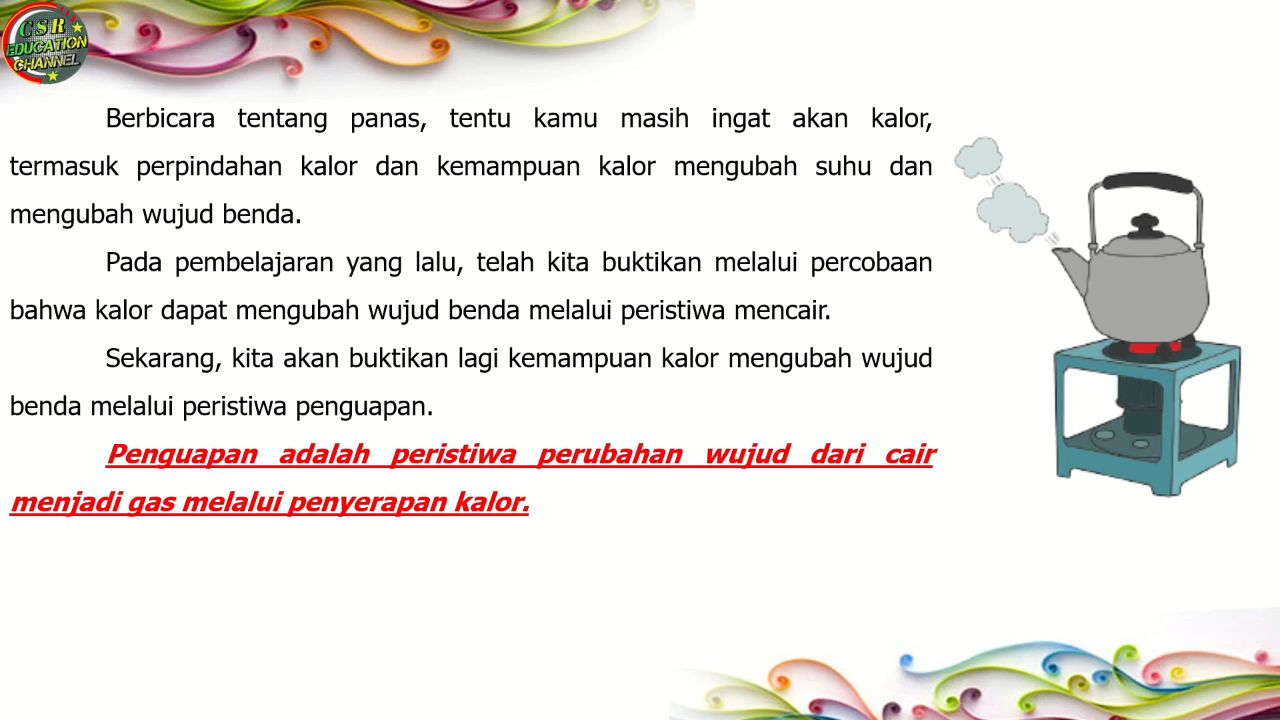 CSR
EDUCATION
CHANNEL
Berbicara tentang panas, tentu kamu masih ingat akan kalor,
termasuk perpindahan kalor dan kemampuan kalor mengubah suhu dan
mengubah wujud benda.
Pada pembelajaran yang lalu, telah kita buktikan melalui percobaan
bahwa kalor dapat mengubah wujud benda melalui peristiwa mencair.
Sekarang, kita akan buktikan lagi kemampuan kalor mengubah wujud
benda melalui peristiwa penguapan.
Penguapan adalah peristiwa perubahan wujud dari cair
menjadi gas melalui penyerapan kalor.